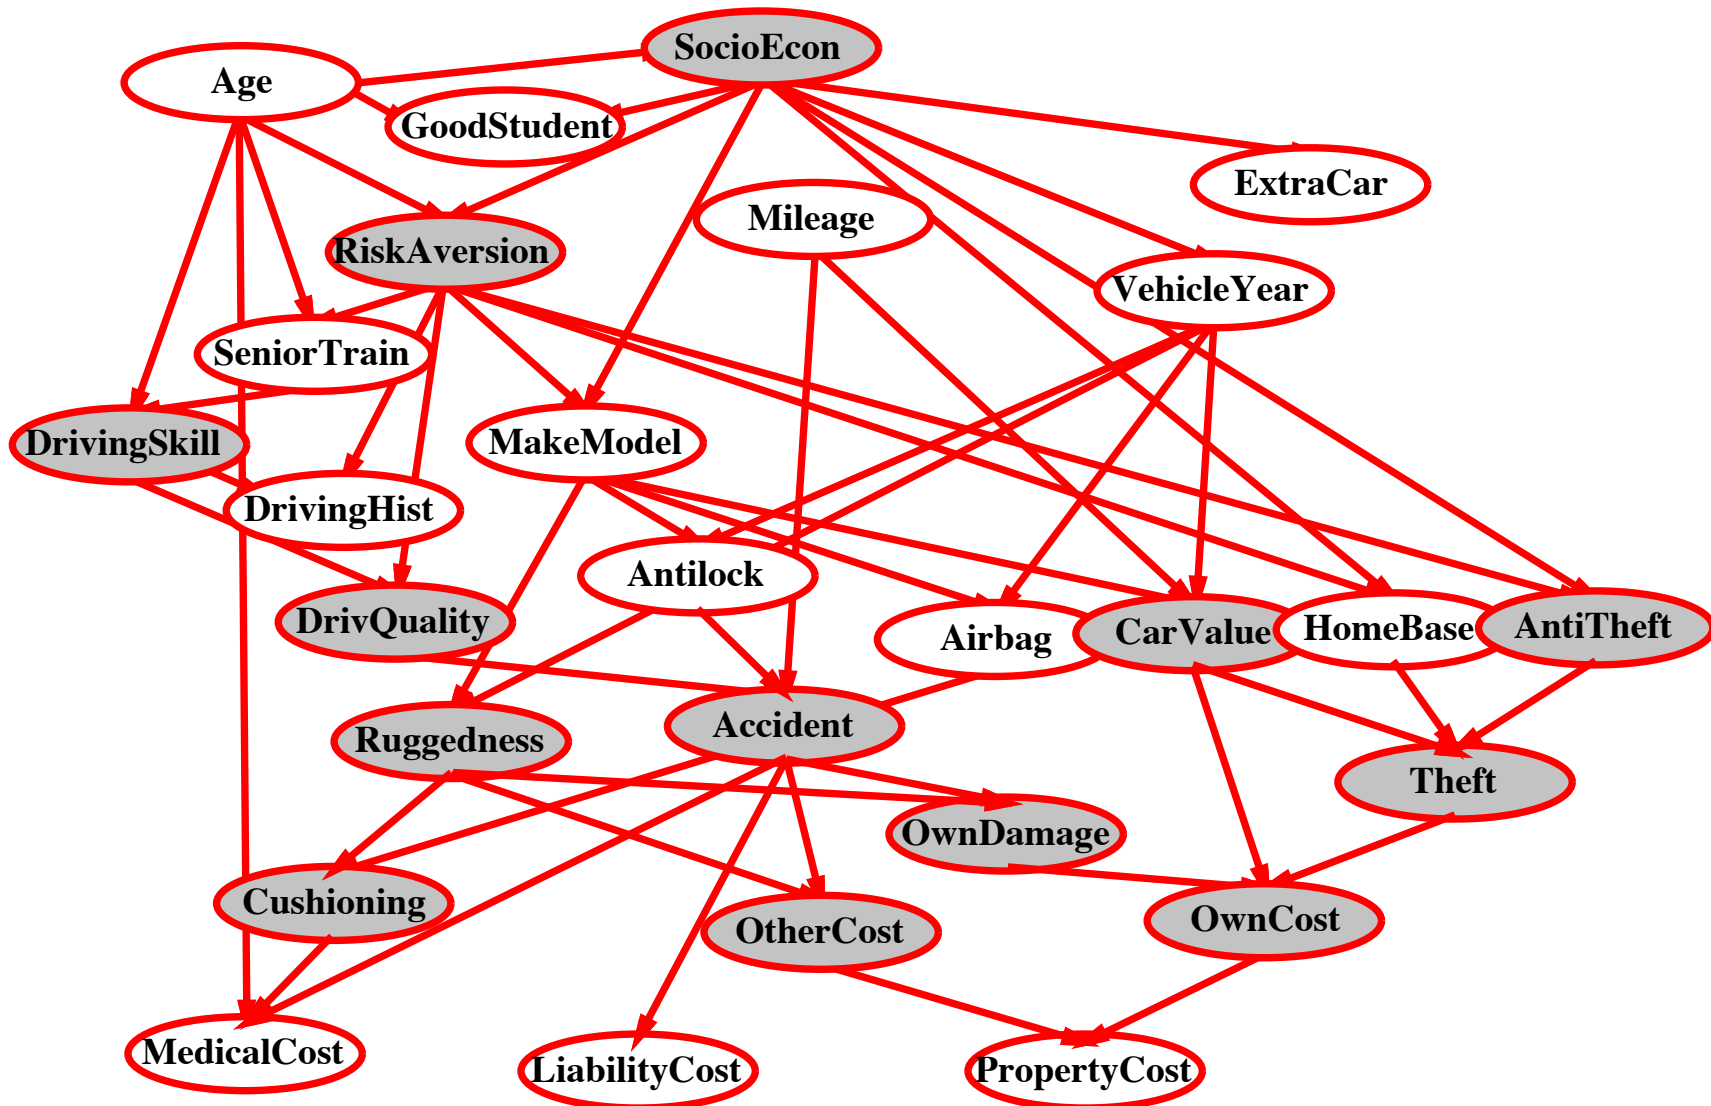 SocioEcon
Age
GoodStudent
ExtraCar
Mileage
RiskAversion
VehicleYear
SeniorTrain
DrivingSkill
MakeModel
DrivingHist
Antilock
DrivQuality
Airbag
CarValue
HomeBase
AntiTheft
Ruggedness
Accident
Theft
OwnDamage
Cushioning
OtherCost
OwnCost
MedicalCost
LiabilityCost
PropertyCost